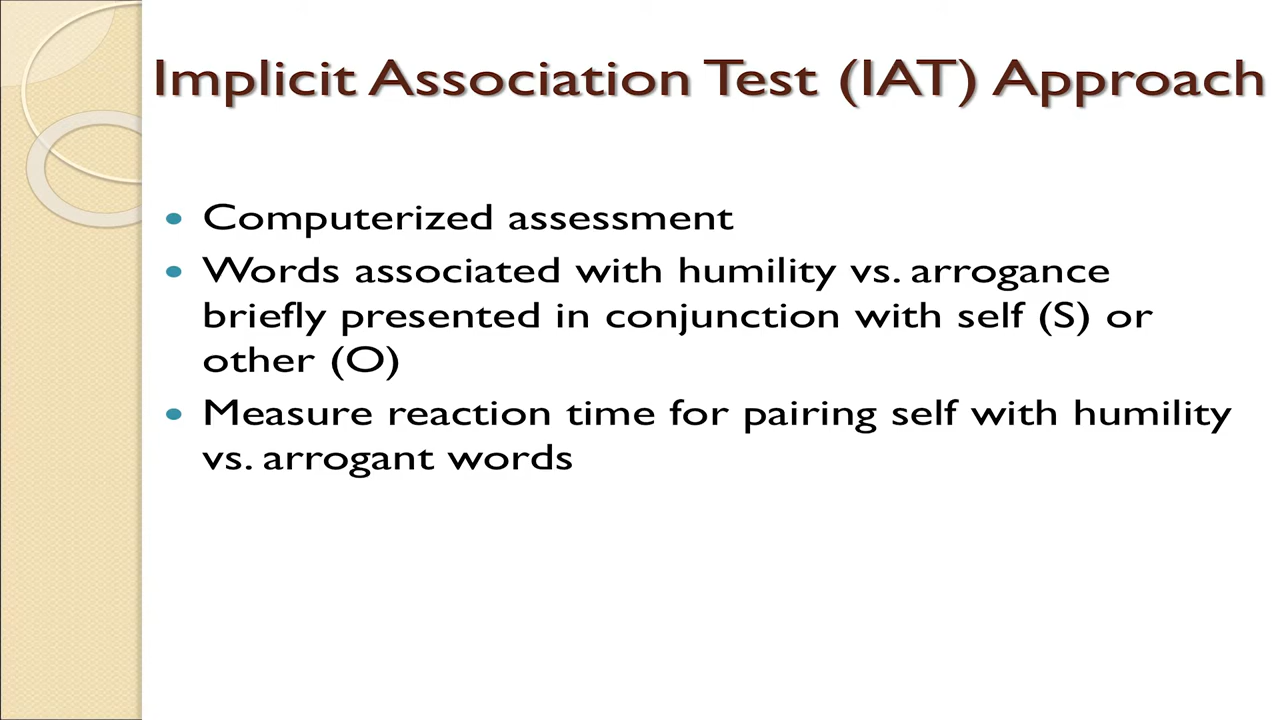 Implicit Association Test (IAT) Approach
• Computerized assessment
• Words associated with humility vs. arrogance
briefly presented in conjunction with self (S) or
other (O)
• Measure reaction time for pairing self with humility
vs. arrogant words